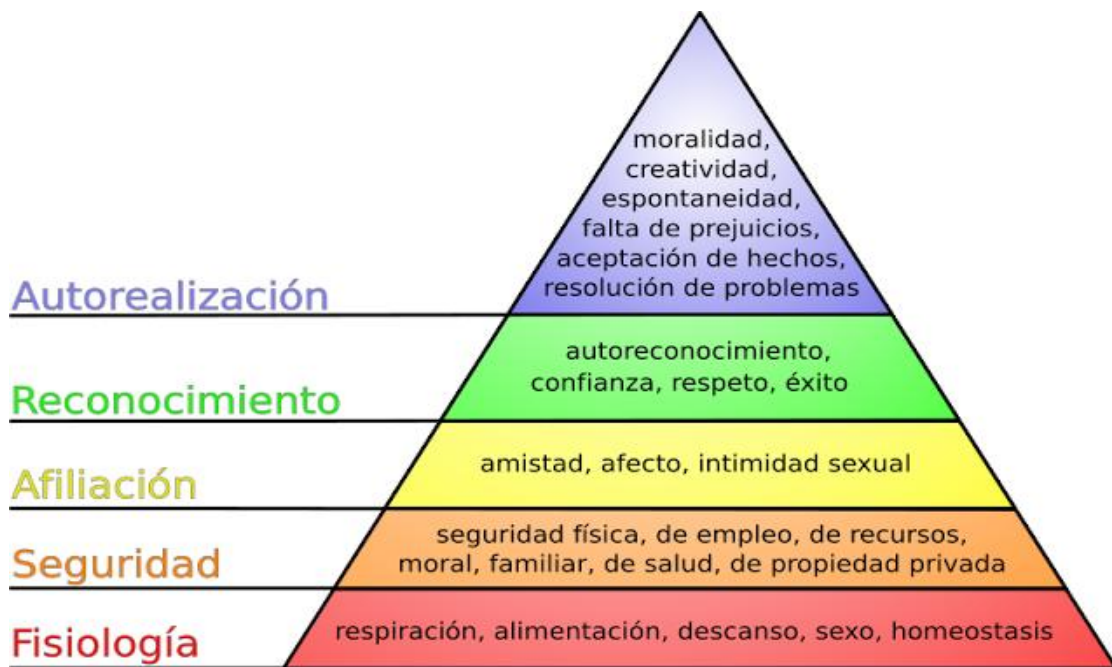 moralidad,
creatividad,
espontaneidad,
falta de prejuicios,
aceptación de hechos,
resolución de problemas
Autorealización
autoreconocimiento,
confianza, respeto, éxito
Reconocimiento
amistad, afecto, intimidad sexual
Afiliación
seguridad física, de empleo, de recursos,
moral, familiar, de salud, de propiedad privada
Seguridad
respiración, alimentación, descanso, sexo, homeostasis
Fisiología